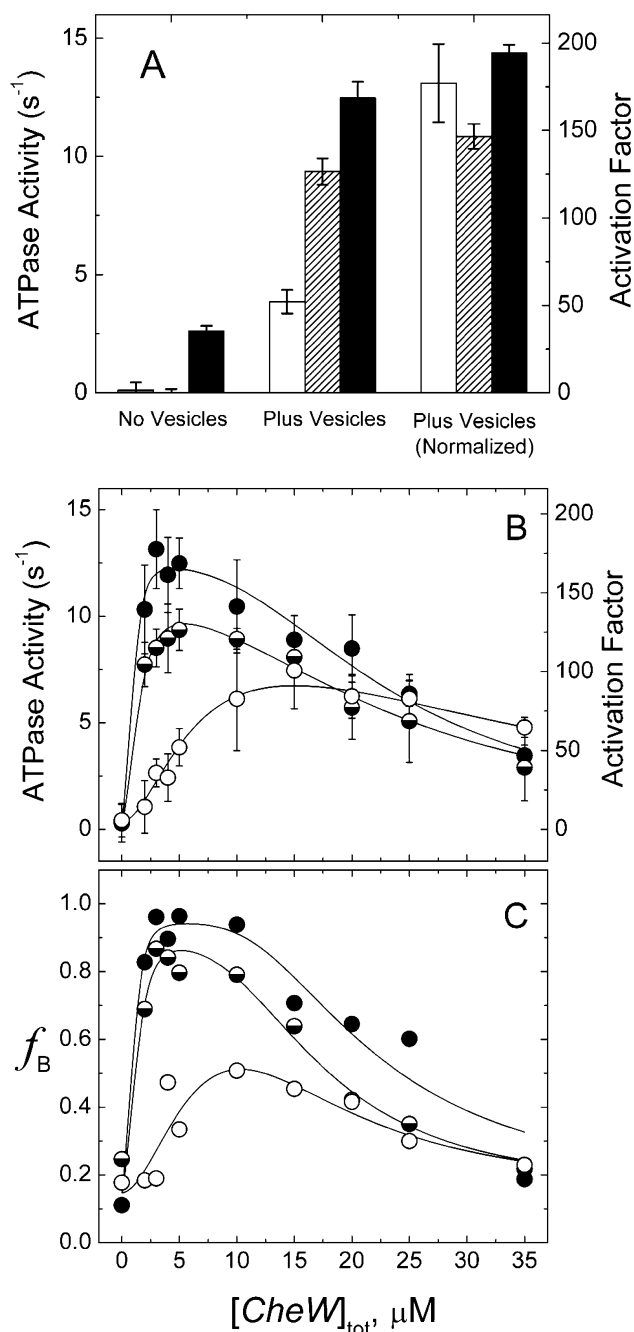 A
ATPase Activity (s⁻¹)
15
10
5
0
200
150
100
50
0
Activation Factor
No Vesicles
Plus Vesicles
Plus Vesicles
(Normalized)
B
ATPase Activity (s⁻¹)
15
10
5
0
200
150
100
50
0
Activation Factor
C
f_B
1.0
0.8
0.6
0.4
0.2
0.0
0 5 10 15 20 25 30 35
[CheW]_tot, μM